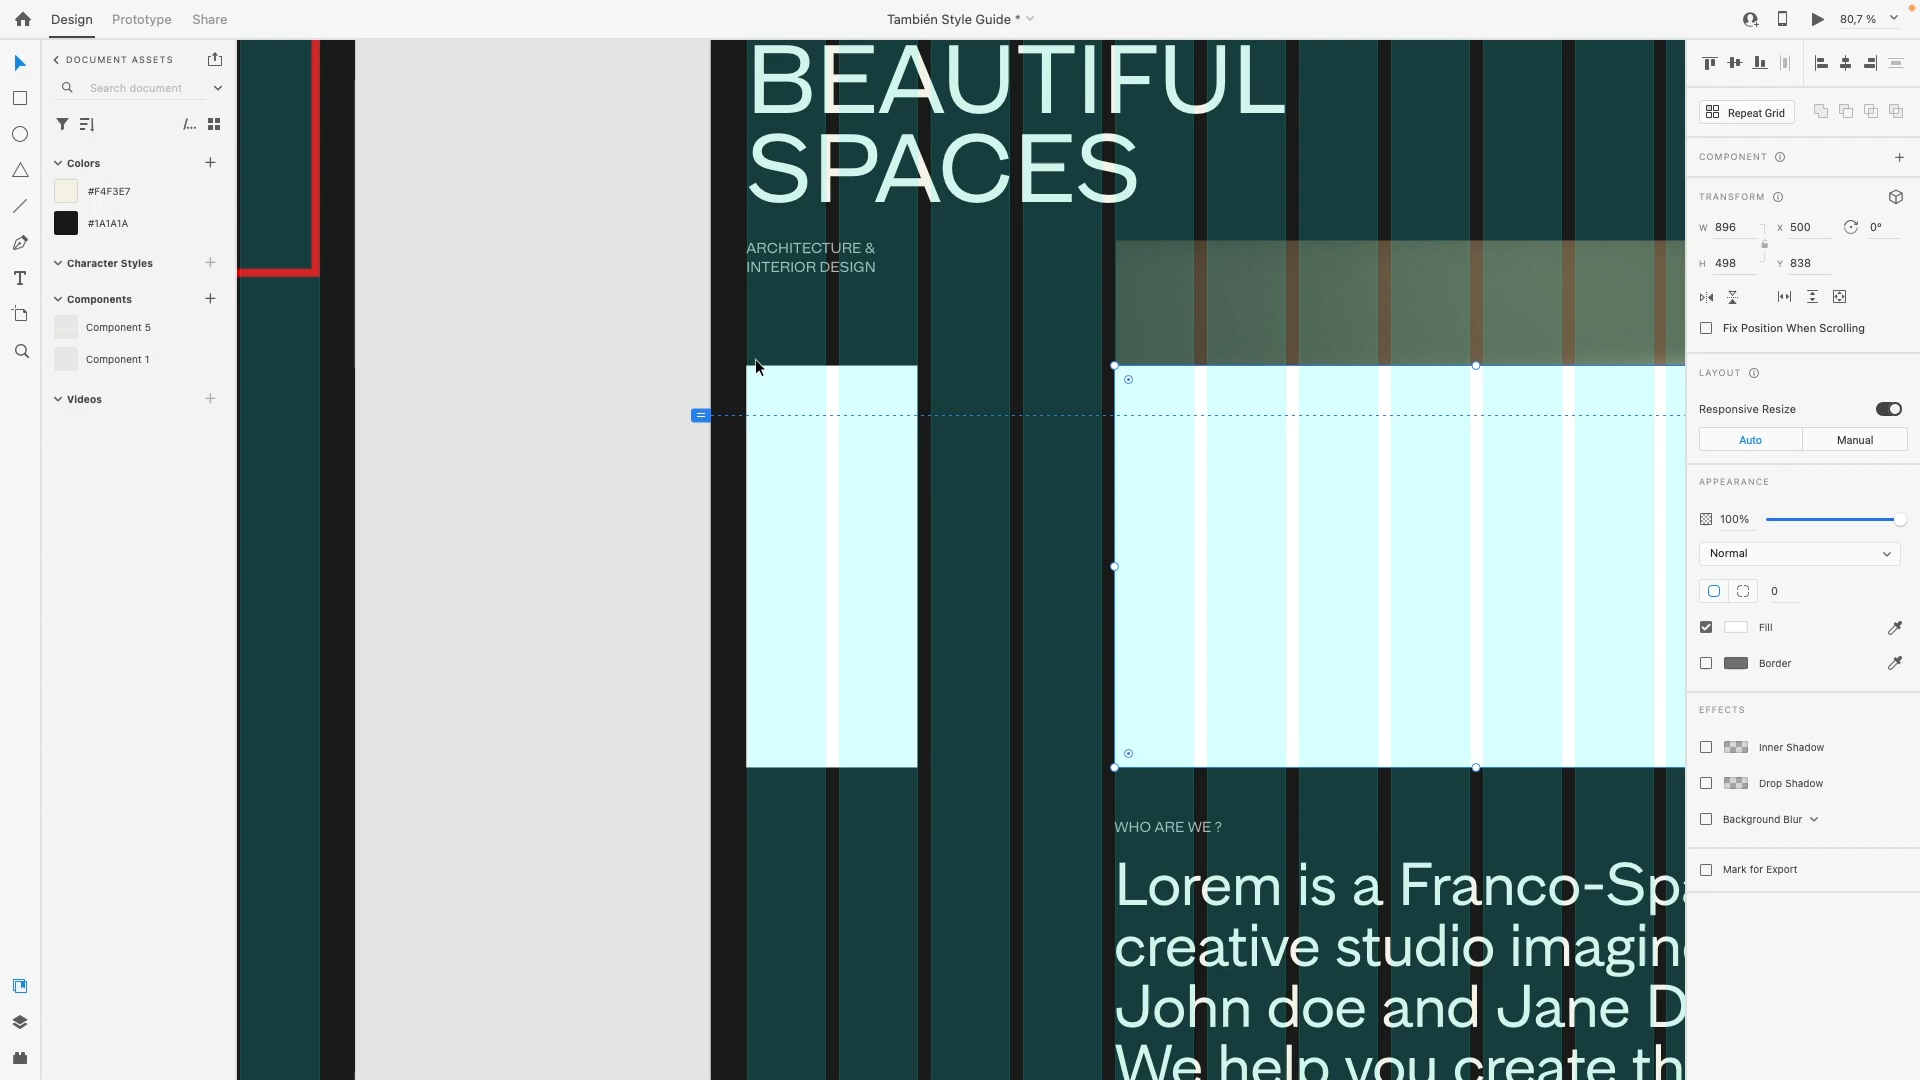 Design
Prototype
Share
También Style Guide *
80,7 %
DOCUMENT ASSETS
Search document
/...
Colors
#F4F3E7
#1A1A1A
Character Styles
Components
Component 5
Component 1
Videos
BEAUTIFUL
SPACES
ARCHITECTURE &
INTERIOR DESIGN
WHO ARE WE ?
Lorem is a Franco-Spa
creative studio imagin
John doe and Jane D
We help you create th
Repeat Grid
COMPONENT
TRANSFORM
W 896 X 500 0°
H 498 Y 838
Fix Position When Scrolling
LAYOUT
Responsive Resize
Auto
Manual
APPEARANCE
100%
Normal
0
Fill
Border
EFFECTS
Inner Shadow
Drop Shadow
Background Blur
Mark for Export